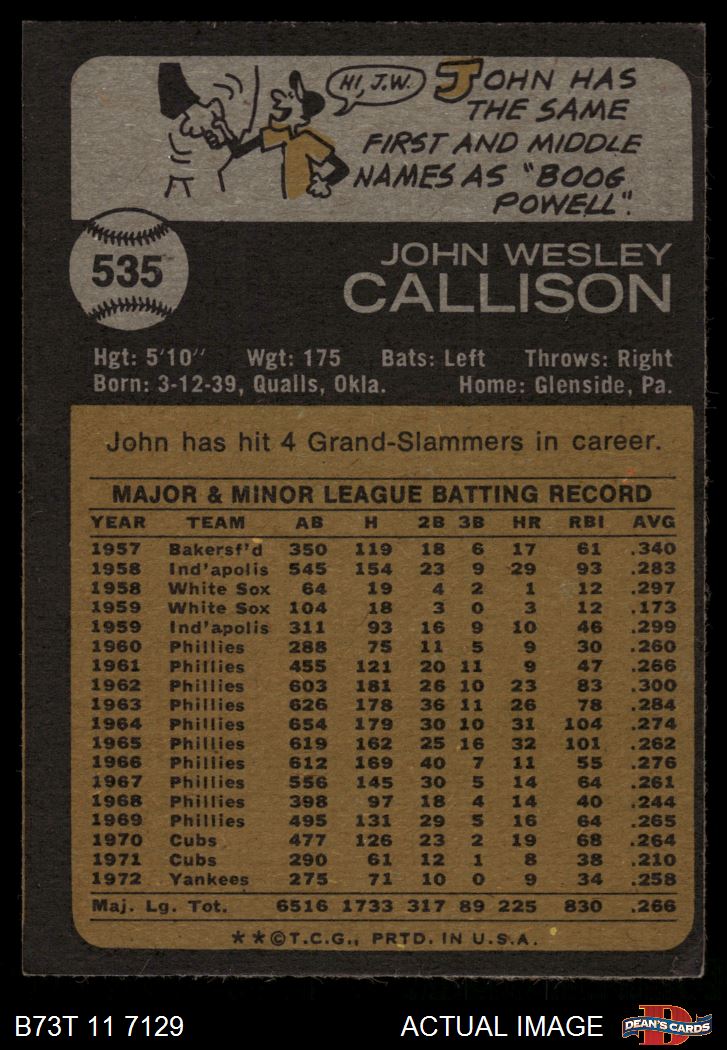 HI, J.W.
JOHN HAS
THE SAME
FIRST AND MIDDLE
NAMES AS "BOOG
POWELL".
535
JOHN WESLEY
CALLISON
Hgt: 5'10" Wgt: 175 Bats: Left Throws: Right
Born: 3-12-39, Qualls, Okla. Home: Glenside, Pa.
John has hit 4 Grand-Slammers in career.
MAJOR & MINOR LEAGUE BATTING RECORD
YEAR TEAM AB H 2B 3B HR RBI AVG
1957 Bakersf'd 350 119 18 6 17 61 .340
1958 Ind'apolis 545 154 23 9 29 93 .283
1958 White Sox 64 19 4 2 1 12 .297
1959 White Sox 104 18 3 0 3 12 .173
1959 Ind'apolis 311 93 16 9 10 46 .299
1960 Phillies 288 75 11 5 9 30 .260
1961 Phillies 455 121 20 11 9 47 .266
1962 Phillies 603 181 26 10 23 83 .300
1963 Phillies 626 178 36 11 26 78 .284
1964 Phillies 654 179 30 10 31 104 .274
1965 Phillies 619 162 25 16 32 101 .262
1966 Phillies 612 169 40 7 11 55 .276
1967 Phillies 556 145 30 5 14 64 .261
1968 Phillies 398 97 18 4 14 40 .244
1969 Phillies 495 131 29 5 16 64 .265
1970 Cubs 477 126 23 2 19 68 .264
1971 Cubs 290 61 12 1 8 38 .210
1972 Yankees 275 71 10 0 9 34 .258
Maj. Lg. Tot. 6516 1733 317 89 225 830 .266
**©T.C.G., PRTD. IN U.S.A.
B73T 11 7129 ACTUAL IMAGE
D
DEAN'S CARDS